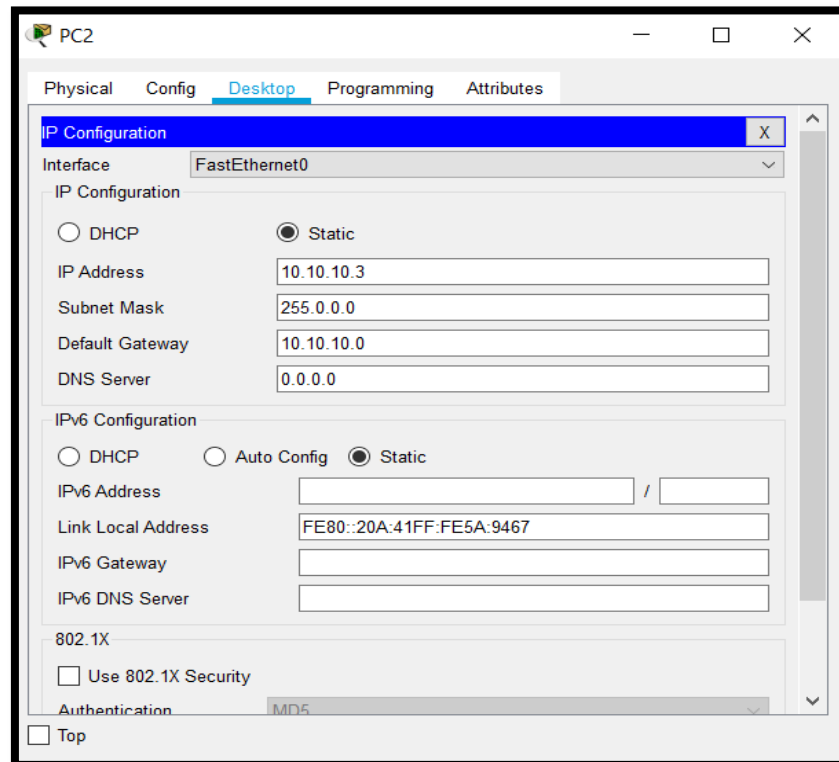 PC2
Physical Config Desktop Programming Attributes
IP Configuration X
Interface FastEthernet0
IP Configuration
DHCP Static
IP Address 10.10.10.3
Subnet Mask 255.0.0.0
Default Gateway 10.10.10.0
DNS Server 0.0.0.0
IPv6 Configuration
DHCP Auto Config Static
IPv6 Address /
Link Local Address FE80::20A:41FF:FE5A:9467
IPv6 Gateway
IPv6 DNS Server
802.1X
Use 802.1X Security
Authentication MD5
Top